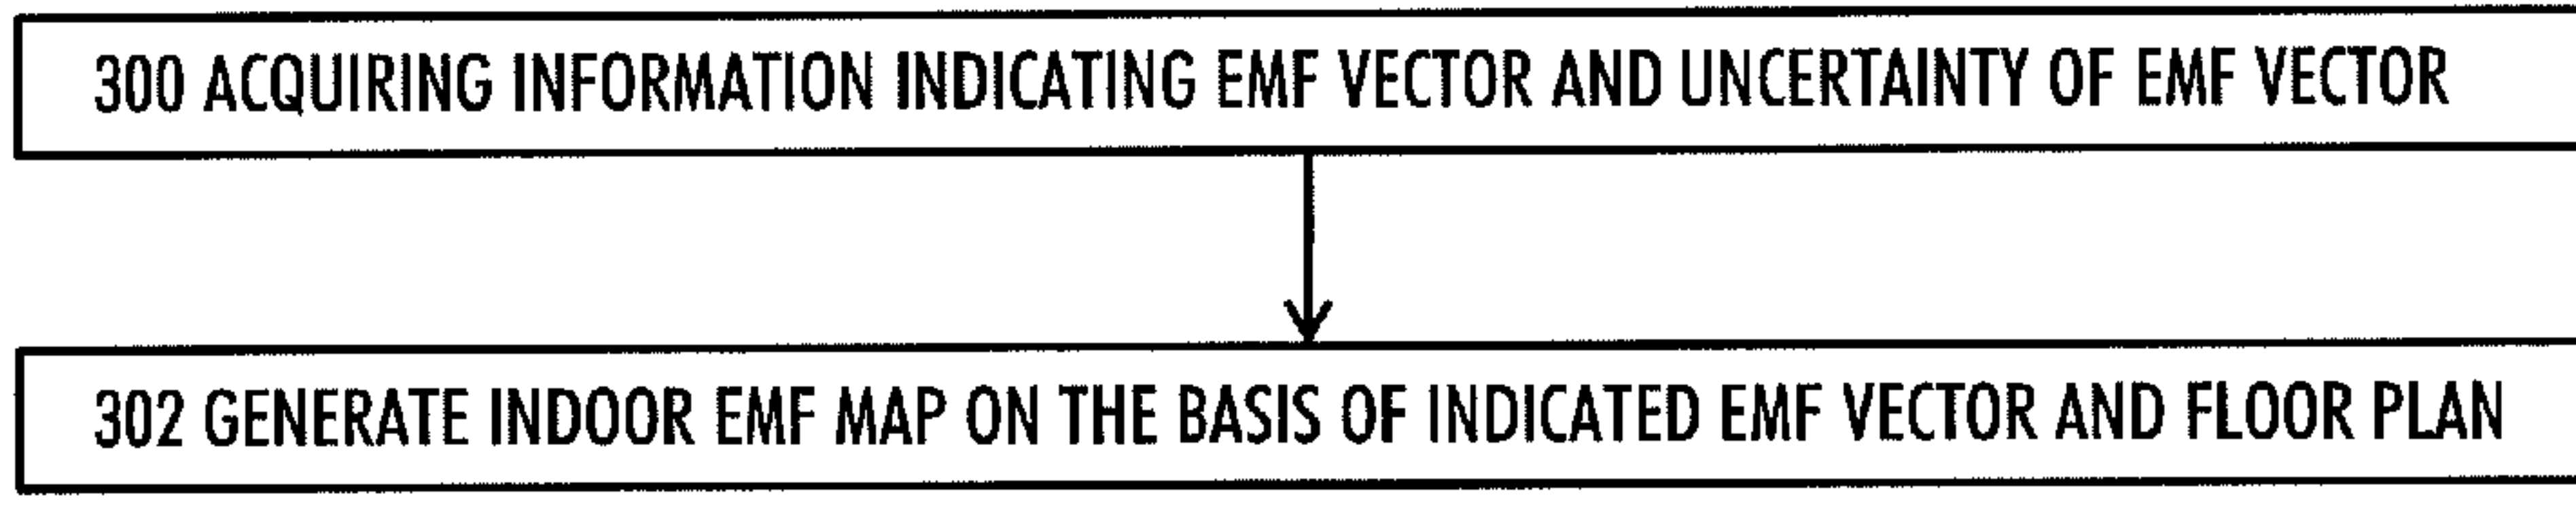 300 ACQUIRING INFORMATION INDICATING EMF VECTOR AND UNCERTAINTY OF EMF VECTOR
302 GENERATE INDOOR EMF MAP ON THE BASIS OF INDICATED EMF VECTOR AND FLOOR PLAN